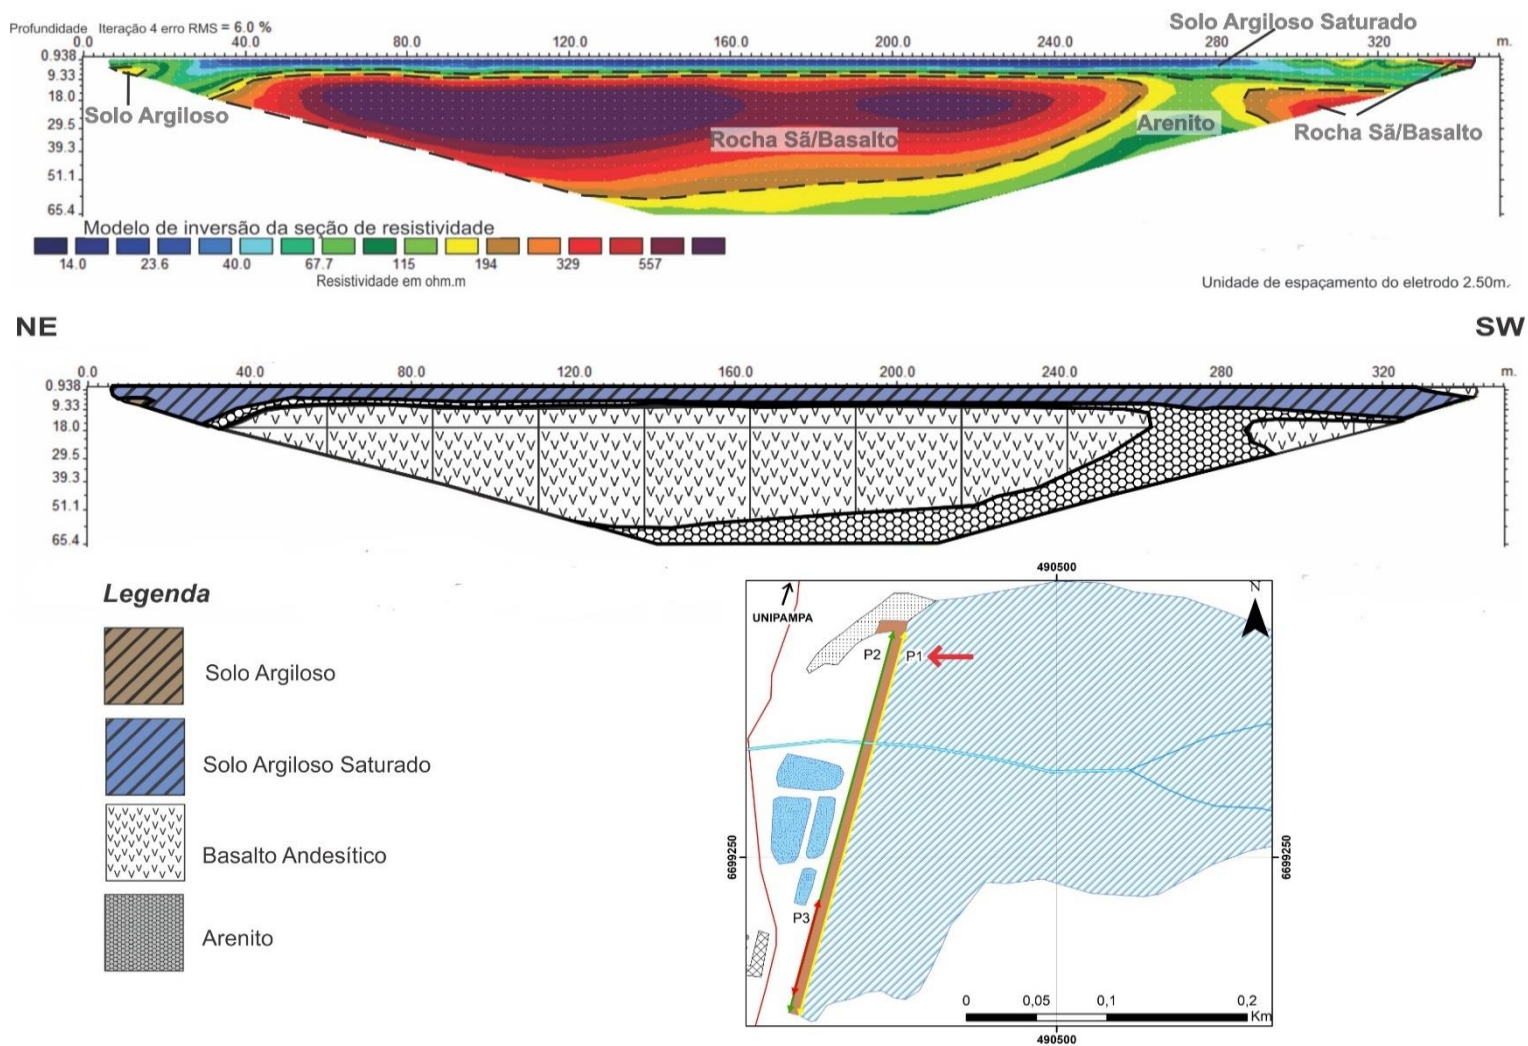 Solo Argiloso Saturado
Profundidade Iteração 4 erro RMS = 6.0 %
0.0 40.0 80.0 120.0 160.0 200.0 240.0 280 320 m.
0.938
9.33
18.0
29.5
39.3
51.1
65.4
Solo Argiloso
Rocha Sã/Basalto
Arenito
Rocha Sã/Basalto
Modelo de inversão da seção de resistividade
14.0 23.6 40.0 67.7 115 194 329 557
Resistividade em ohm.m
Unidade de espaçamento do eletrodo 2.50m.
NE
SW
0.0 40.0 80.0 120.0 160.0 200.0 240.0 280 320 m.
0.938
9.33
18.0
29.5
39.3
51.1
65.4
Legenda
Solo Argiloso
Solo Argiloso Saturado
Basalto Andesítico
Arenito
490500
N
UNIPAMPA
P2
P1
6699250
6699250
P3
0 0,05 0,1 0,2
Km
490500